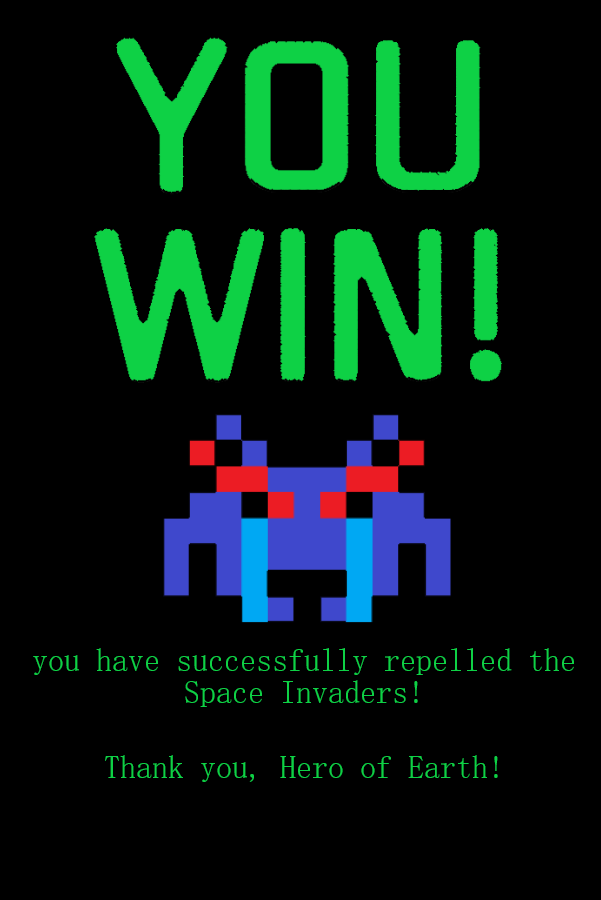 YOU
WIN!
you have successfully repelled the
Space Invaders!
Thank you, Hero of Earth!